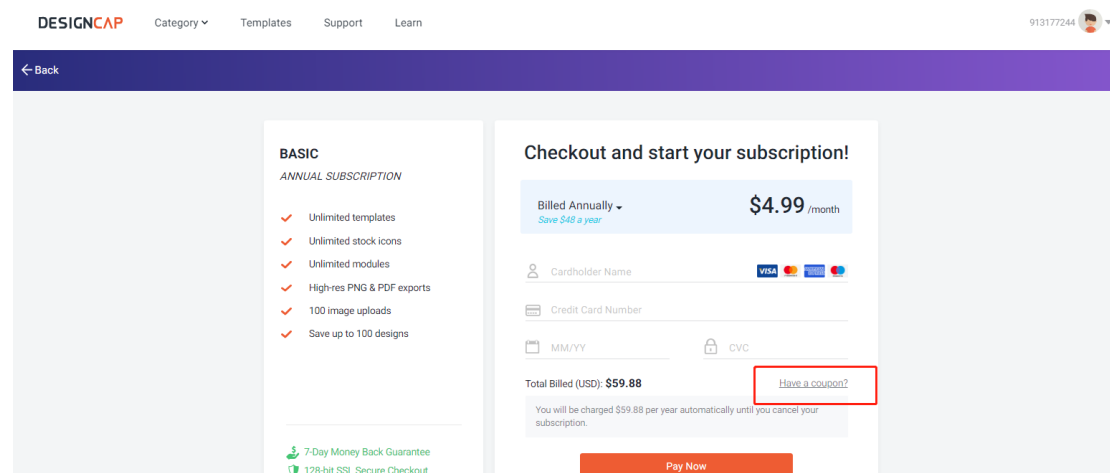 DESIGNCAP Category Templates Support Learn 913177244
Back
BASIC
ANNUAL SUBSCRIPTION
Unlimited templates
Unlimited stock icons
Unlimited modules
High-res PNG & PDF exports
100 image uploads
Save up to 100 designs
7-Day Money Back Guarantee
128-bit SSL Secure Checkout
Checkout and start your subscription!
Billed Annually
Save $48 a year
$4.99 /month
Cardholder Name
VISA
Credit Card Number
MM/YY CVC
Total Billed (USD): $59.88 Have a coupon?
You will be charged $59.88 per year automatically until you cancel your
subscription.
Pay Now